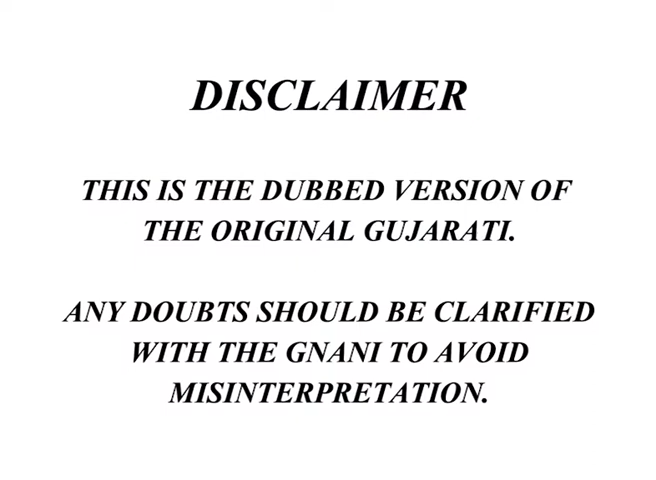 DISCLAIMER
THIS IS THE DUBBED VERSION OF
THE ORIGINAL GUJARATI.
ANY DOUBTS SHOULD BE CLARIFIED
WITH THE GNANI TO AVOID
MISINTERPRETATION.